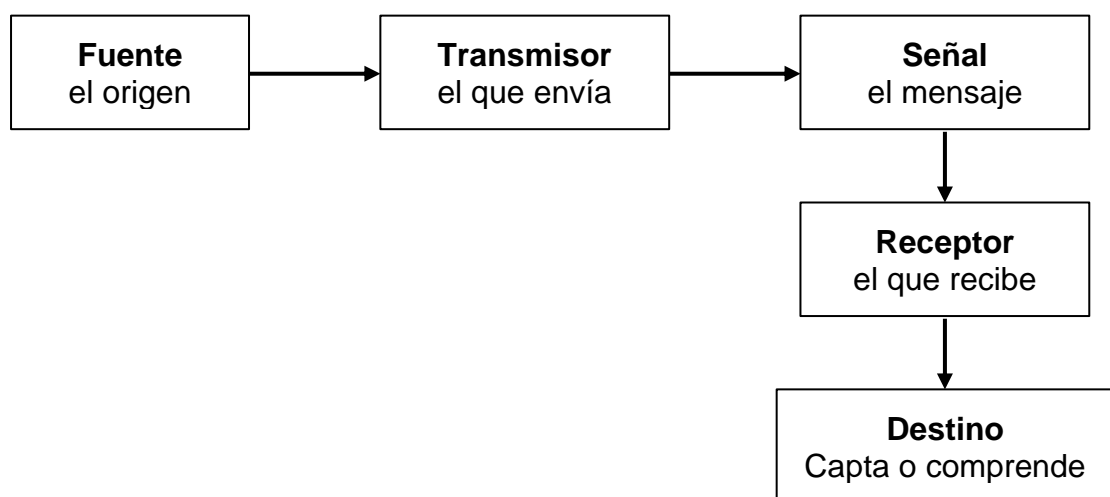 Fuente
el origen
Transmisor
el que envía
Señal
el mensaje
Receptor
el que recibe
Destino
Capta o comprende